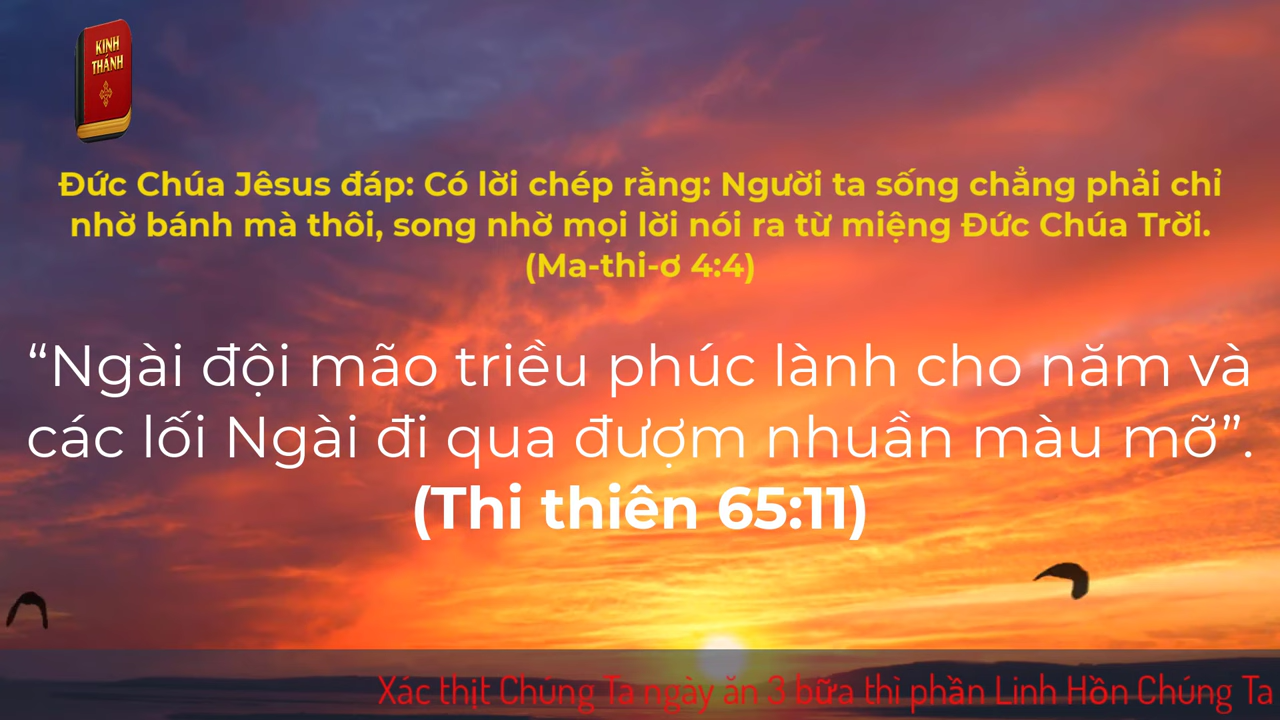 KINH
THÁNH
Đức Chúa Jêsus đáp: Có lời chép rằng: Người ta sống chẳng phải chỉ
nhờ bánh mà thôi, song nhờ mọi lời nói ra từ miệng Đức Chúa Trời.
(Ma-thi-ơ 4:4)
“Ngài đội mão triều phúc lành cho năm và
các lối Ngài đi qua đượm nhuần màu mỡ”.
(Thi thiên 65:11)
Xác thịt Chúng Ta ngày ăn 3 bữa thì phần Linh Hồn Chúng Ta